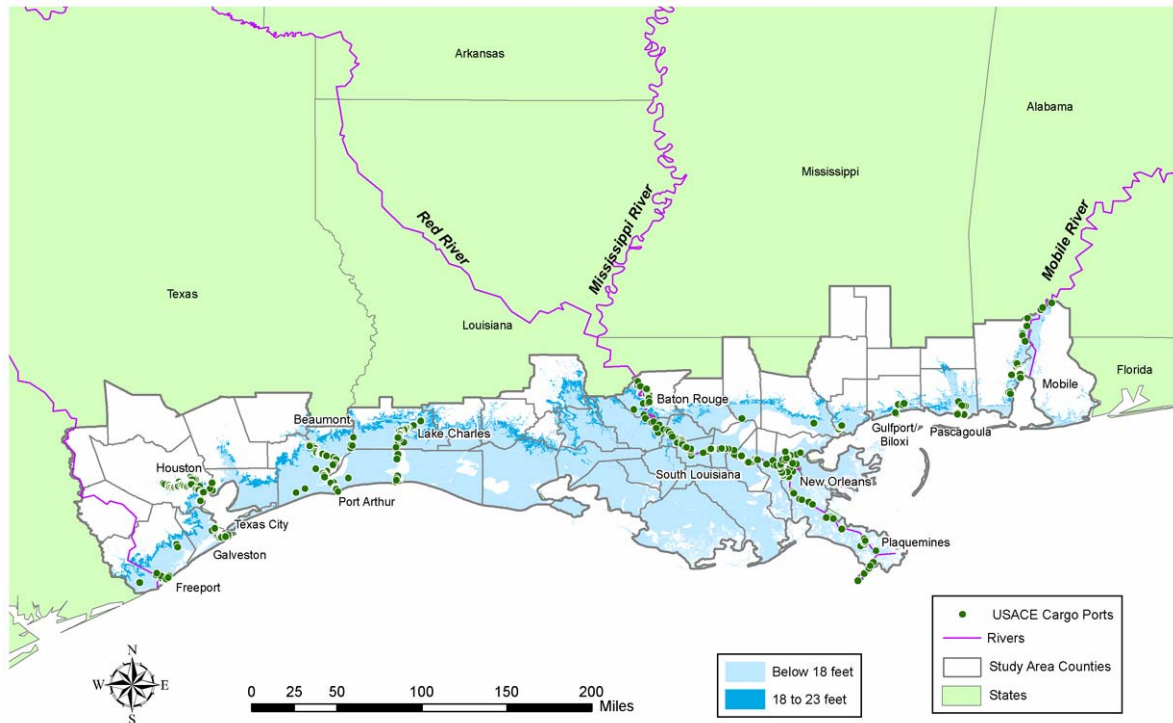 Arkansas
Alabama
Mississippi
Mississippi River
Red River
Mobile River
Texas
Louisiana
Florida
Baton Rouge
Mobile
Beaumont
Lake Charles
Gulfport/
Biloxi
Pascagoula
Houston
South Louisiana
New Orleans
Port Arthur
Texas City
Galveston
Plaquemines
Freeport
N
W
E
S
0 25 50 100 150 200
Miles
Below 18 feet
18 to 23 feet
USACE Cargo Ports
Rivers
Study Area Counties
States